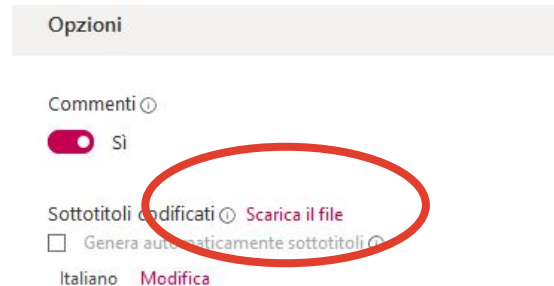 Opzioni
Commenti
Sì
Sottotitoli codificati Scarica il file
Genera automaticamente sottotitoli
Italiano Modifica